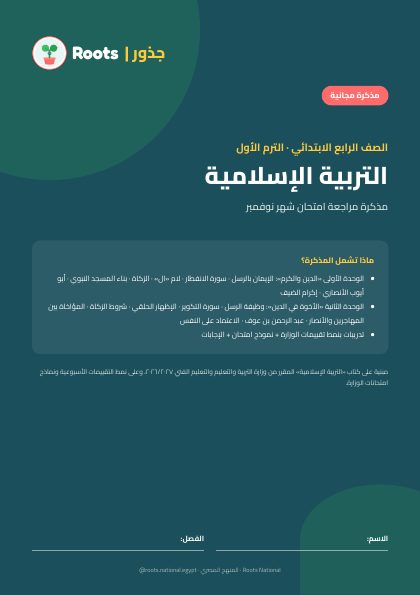 Roots | جذور
مذكرة مجانية
الصف الرابع الابتدائي · الترم الأول
التربية الإسلامية
مذكرة مراجعة امتحان شهر نوفمبر
ماذا تشمل المذكرة؟
الوحدة الأولى «الدين والكرم»: الإيمان بالرسل · سورة الانفطار · لام «ال» · الزكاة · بناء المسجد النبوي · أبو
أيوب الأنصاري · إكرام الضيف
الوحدة الثانية «الأخوة في الدين»: وظيفة الرسل · سورة التكوير · الإظهار الحلقي · شروط الزكاة · المؤاخاة بين
المهاجرين والأنصار · عبد الرحمن بن عوف · الاعتماد على النفس
تدريبات بنمط تقييمات الوزارة + نموذج امتحان + الإجابات
مبنية على كتاب «التربية الإسلامية» المقرر من وزارة التربية والتعليم والتعليم الفني ٢٠٢٦/٢٠٢٧، وعلى نمط التقييمات الأسبوعية ونماذج
امتحانات الوزارة.
الاسم:
الفصل:
Roots National · المنهج المصري · @roots.national.egypt